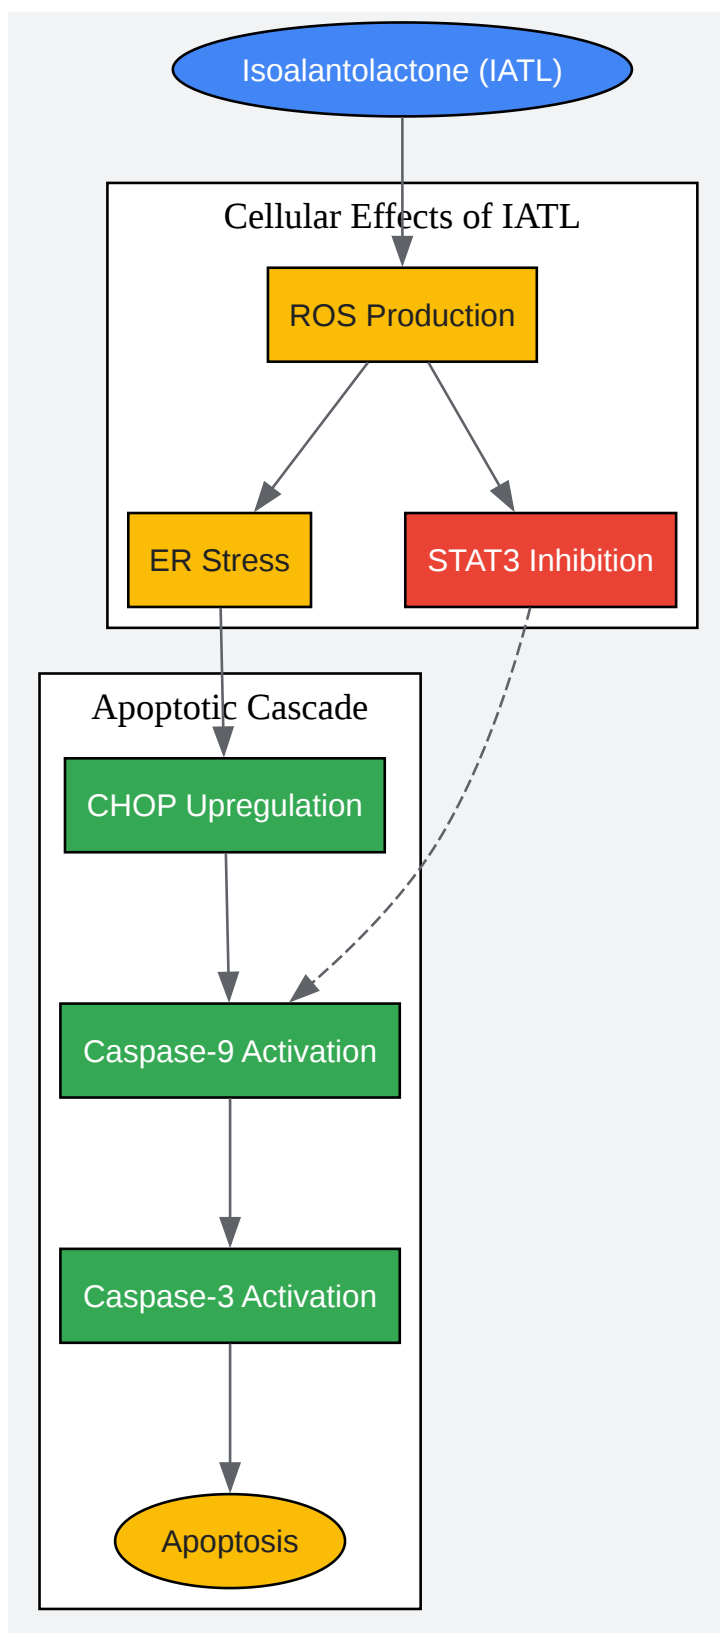 Isoalantolactone (IATL)
Cellular Effects of IATL
ROS Production
ER Stress
STAT3 Inhibition
Apoptotic Cascade
CHOP Upregulation
Caspase-9 Activation
Caspase-3 Activation
Apoptosis